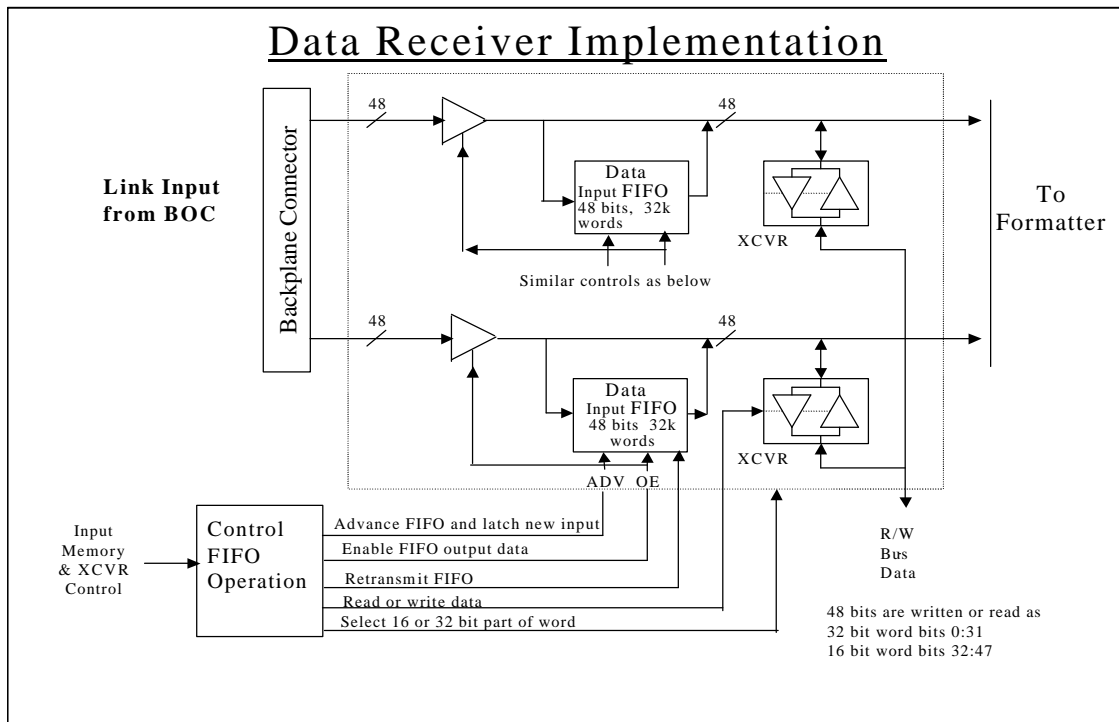 Data Receiver Implementation
Link Input
from BOC
Backplane Connector
48
48
Data
Input FIFO
48 bits, 32k
words
XCVR
To
Formatter
Similar controls as below
48
48
Data
Input FIFO
48 bits 32k
words
XCVR
ADV OE
Input
Memory
& XCVR
Control
Control
FIFO
Operation
Advance FIFO and latch new input
Enable FIFO output data
Retransmit FIFO
Read or write data
Select 16 or 32 bit part of word
R/W
Bus
Data
48 bits are written or read as
32 bit word bits 0:31
16 bit word bits 32:47